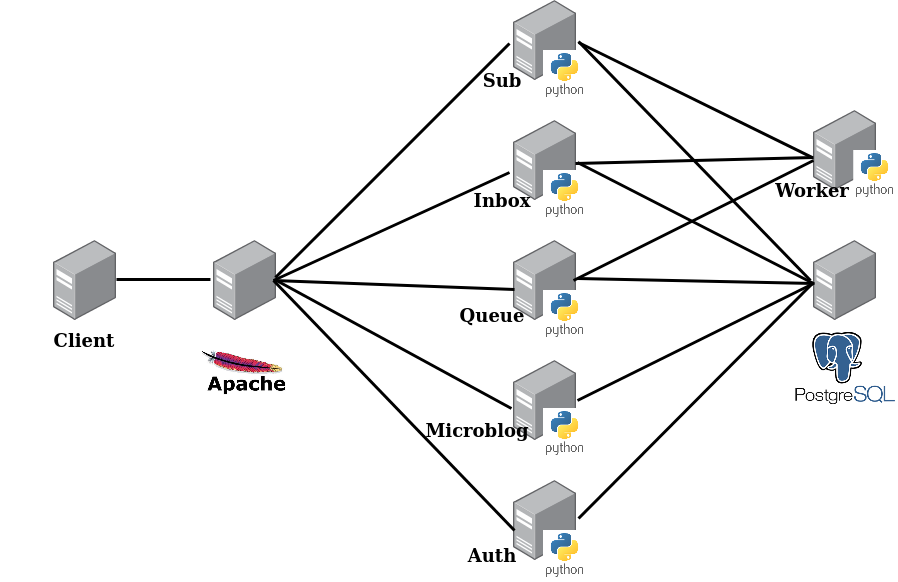 Sub
python
Inbox
python
Worker
python
Client
Apache
Queue
python
PostgreSQL
Microblog
python
Auth
python